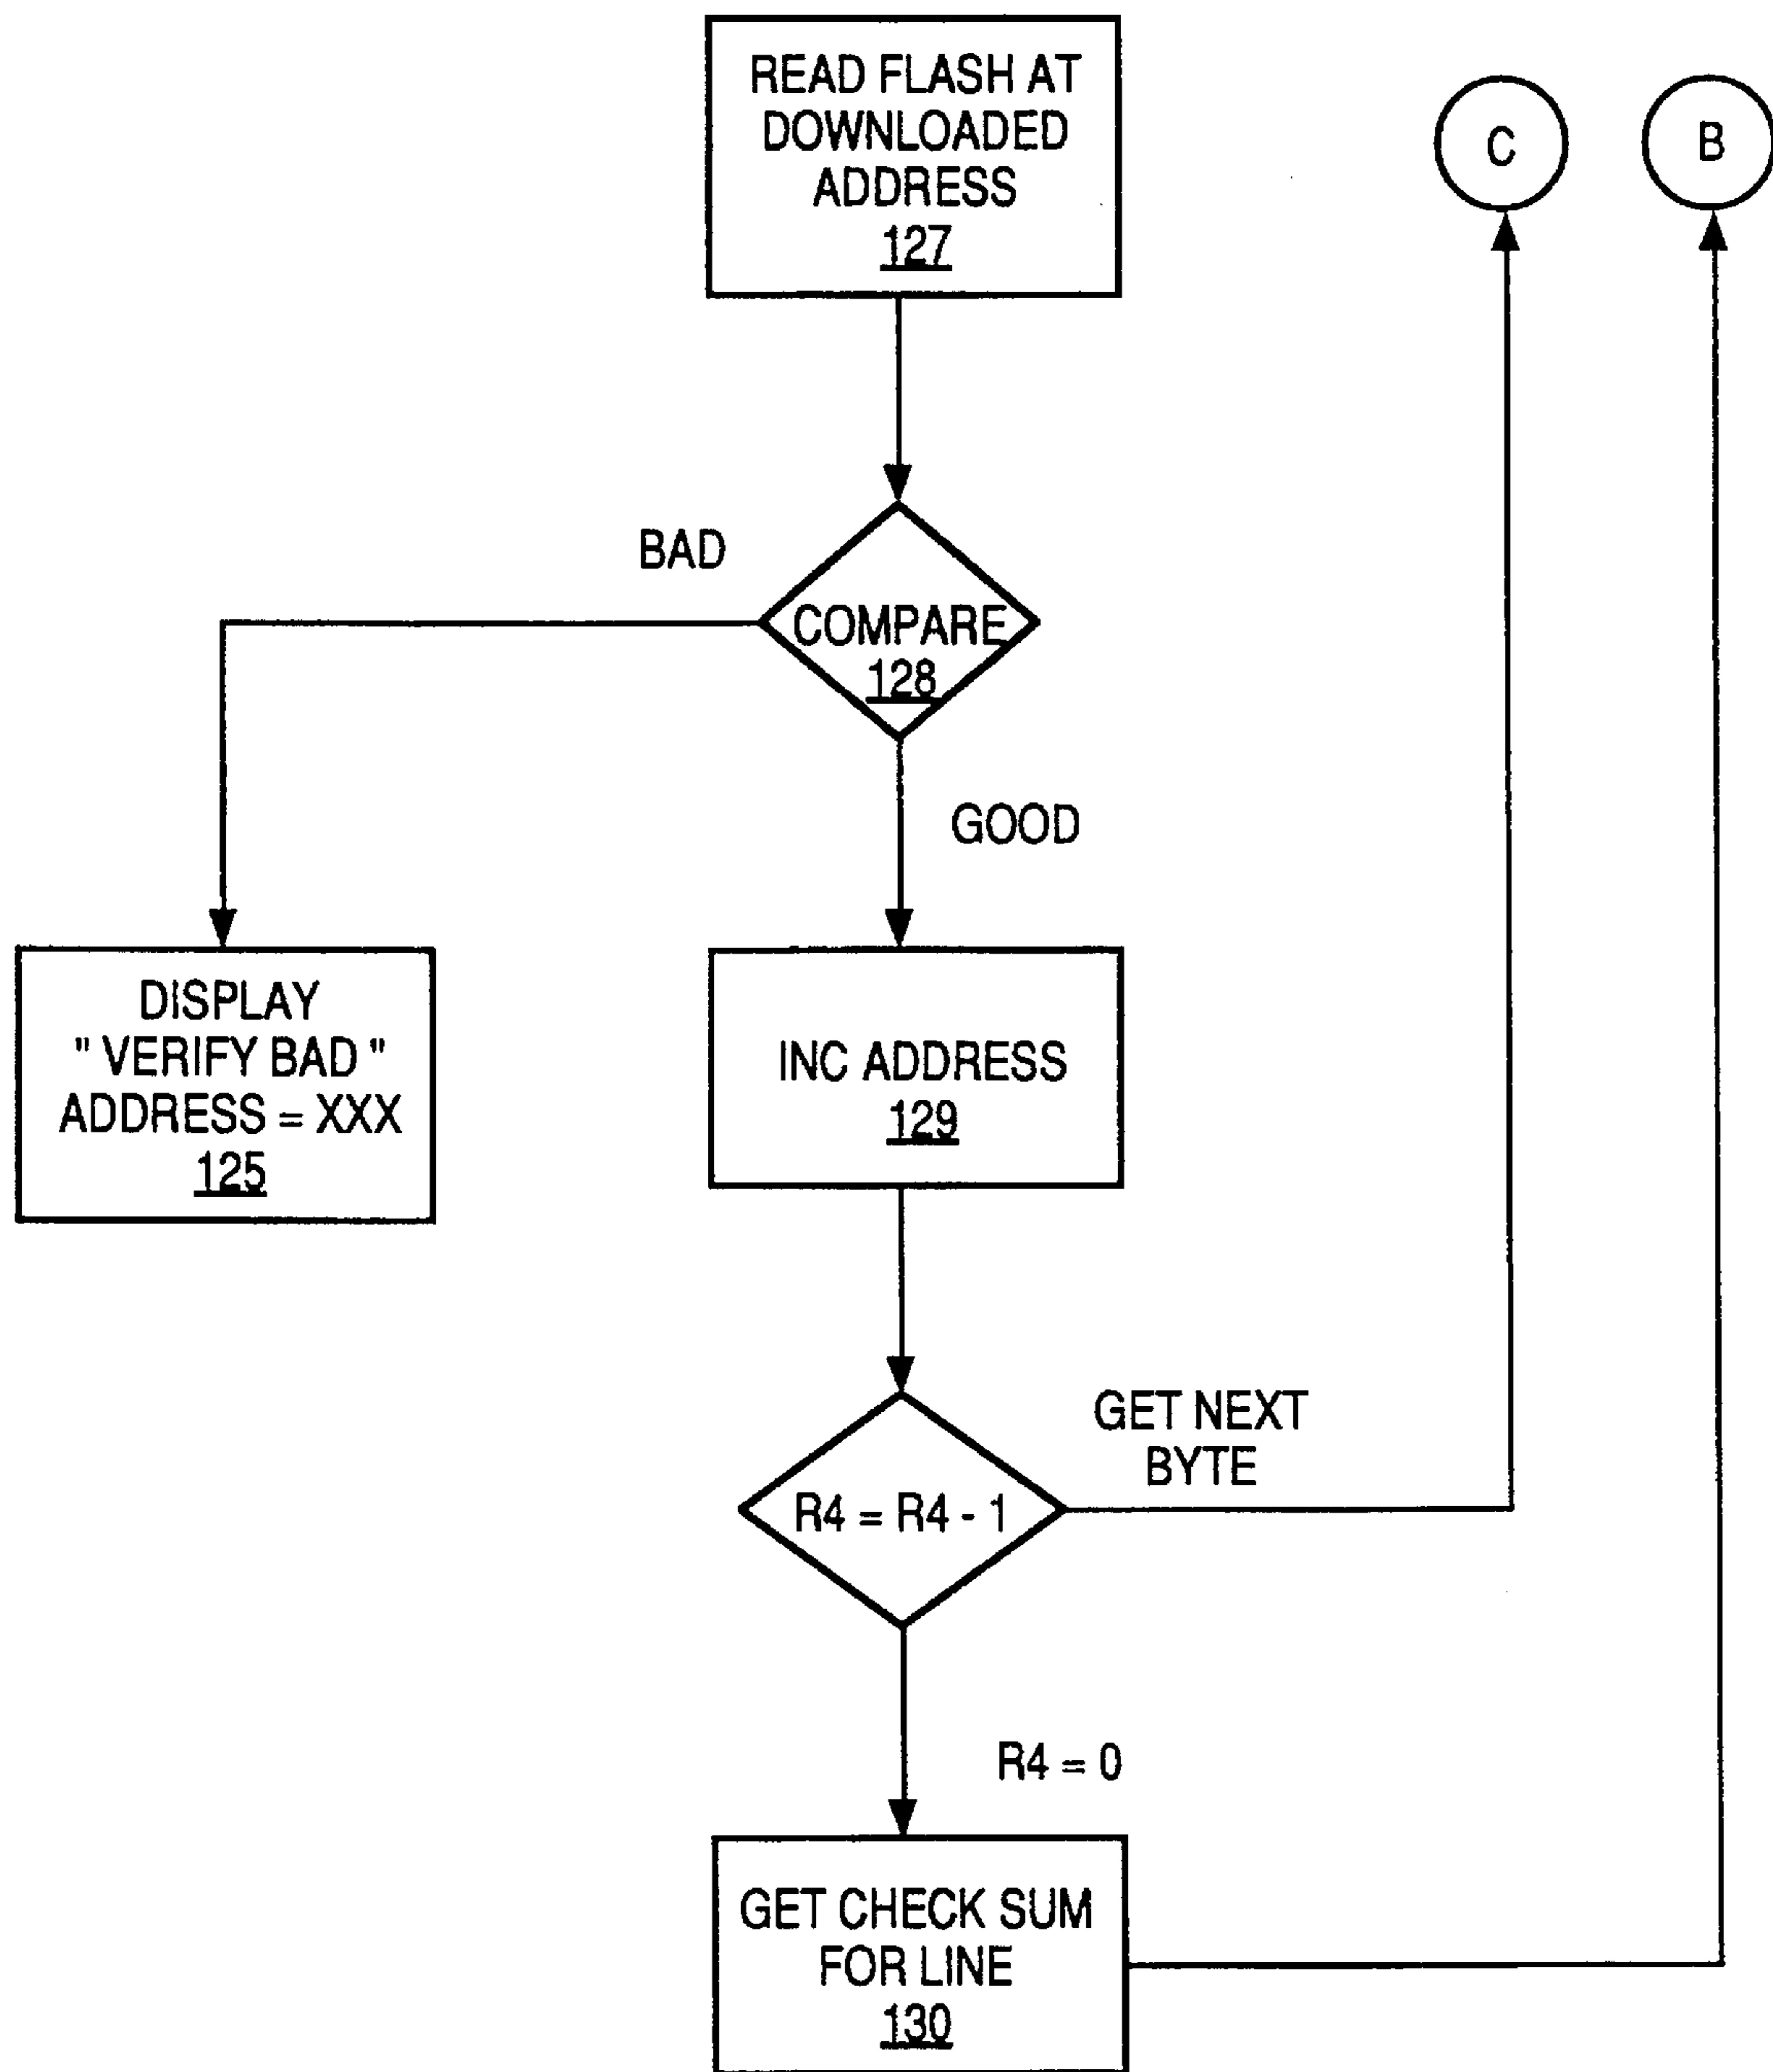 READ FLASH AT
DOWNLOADED
ADDRESS
127
C
B
BAD
COMPARE
128
GOOD
DISPLAY
" VERIFY BAD "
ADDRESS = XXX
125
INC ADDRESS
129
GET NEXT
BYTE
R4 = R4 - 1
R4 = 0
GET CHECK SUM
FOR LINE
130